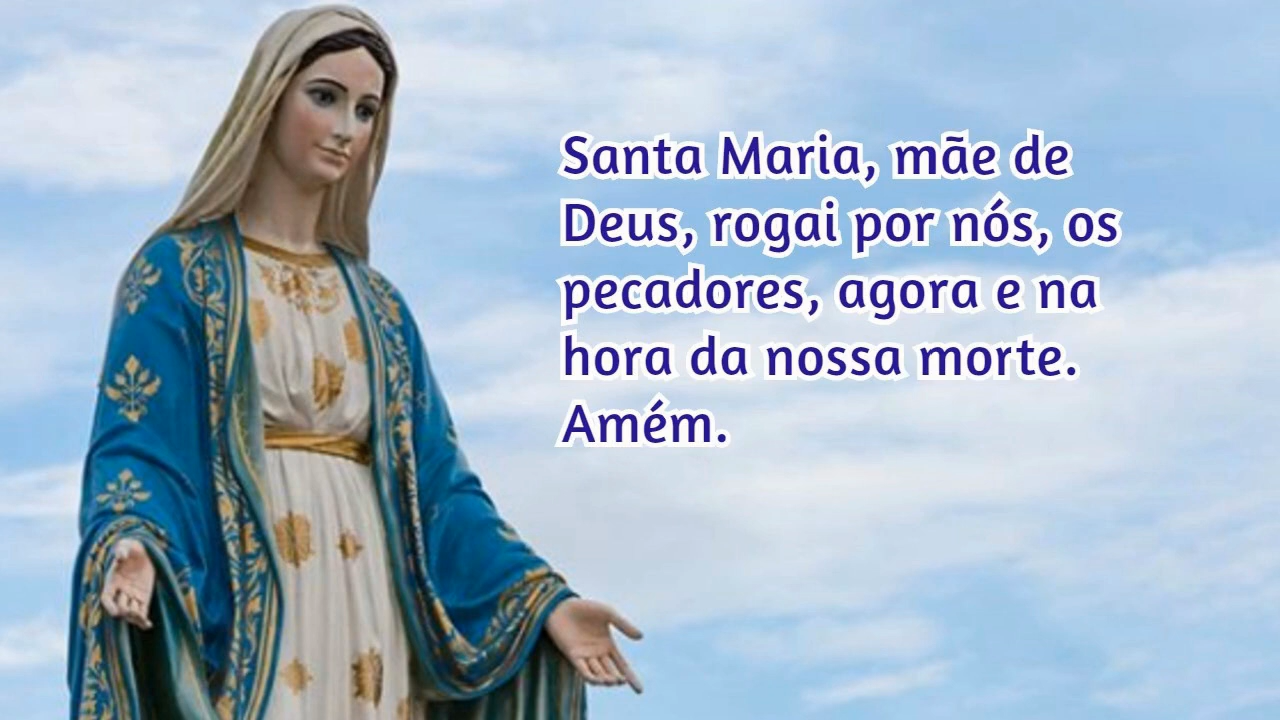 Santa Maria, mãe de
Deus, rogai por nós, os
pecadores, agora e na
hora da nossa morte.
Amém.